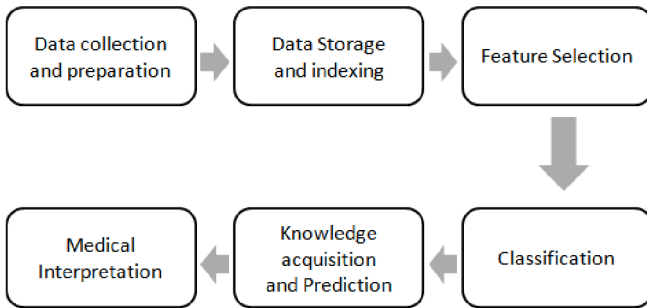 Data collection
and preparation
Data Storage
and indexing
Feature Selection
Classification
Knowledge
acquisition
and Prediction
Medical
Interpretation